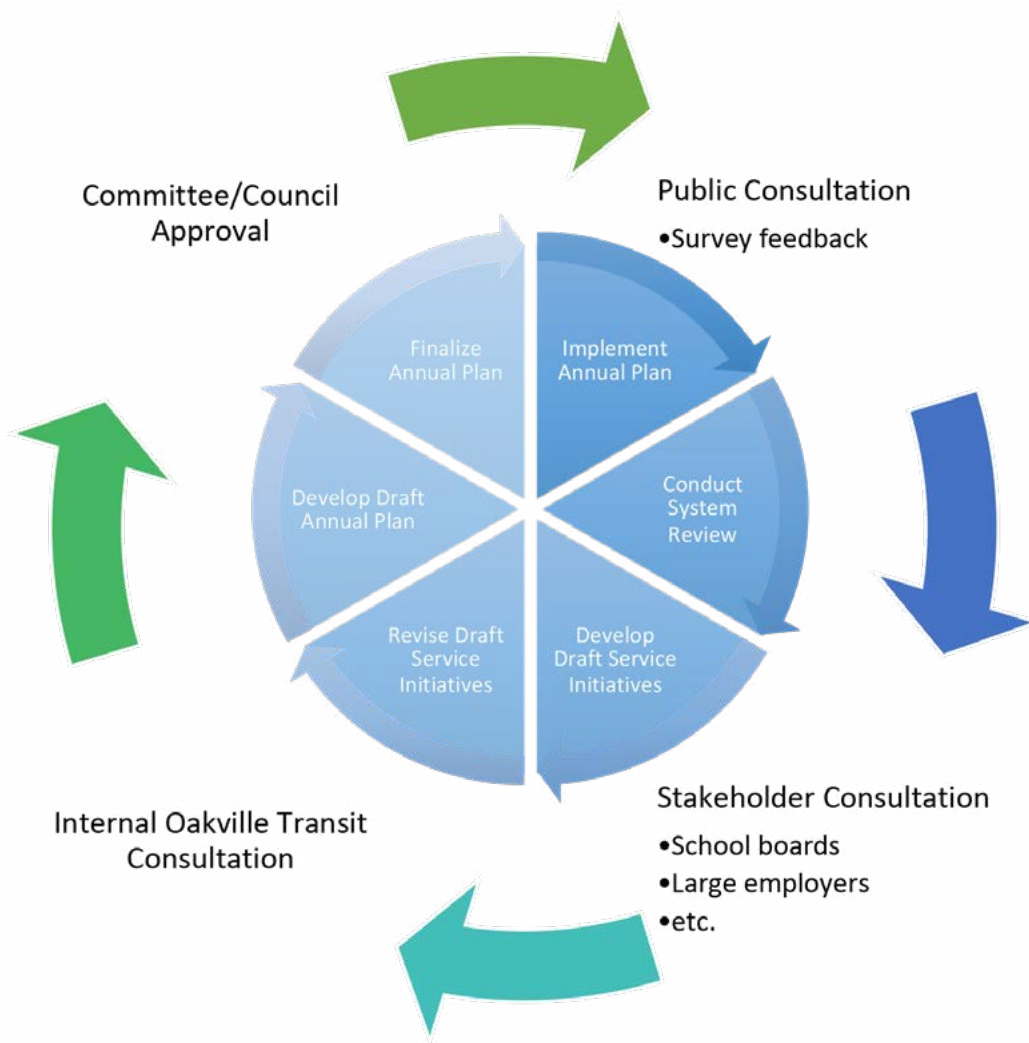 Committee/Council
Approval
Public Consultation
•Survey feedback
Finalize
Annual Plan
Implement
Annual Plan
Develop Draft
Annual Plan
Conduct
System
Review
Revise Draft
Service
Initiatives
Develop
Draft Service
Initiatives
Internal Oakville Transit
Consultation
Stakeholder Consultation
•School boards
•Large employers
•etc.